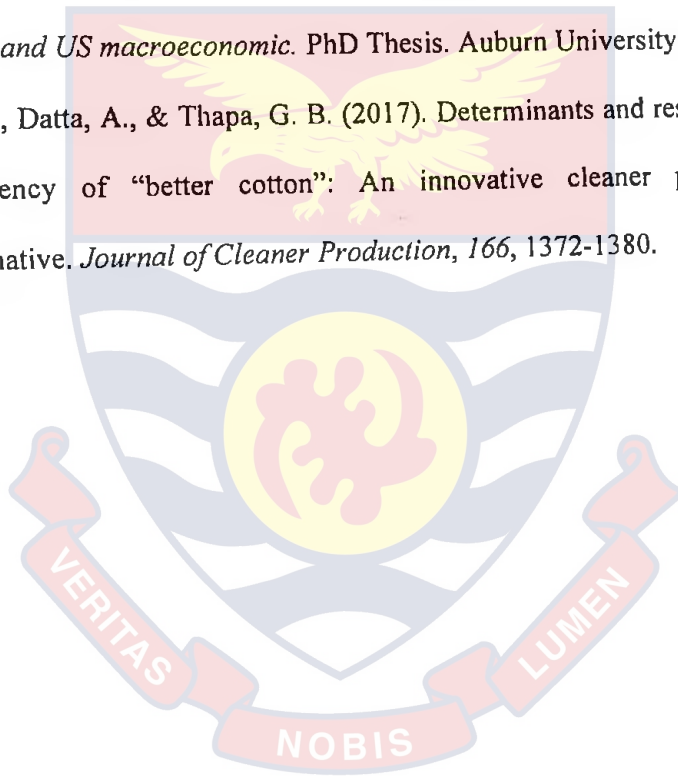 and US macroeconomic. PhD Thesis. Auburn University
, Datta, A., & Thapa, G. B. (2017). Determinants and res
ency of “better cotton”: An innovative cleaner p
native. Journal of Cleaner Production, 166, 1372-1380.
VERITAS
NOBIS
LUMEN